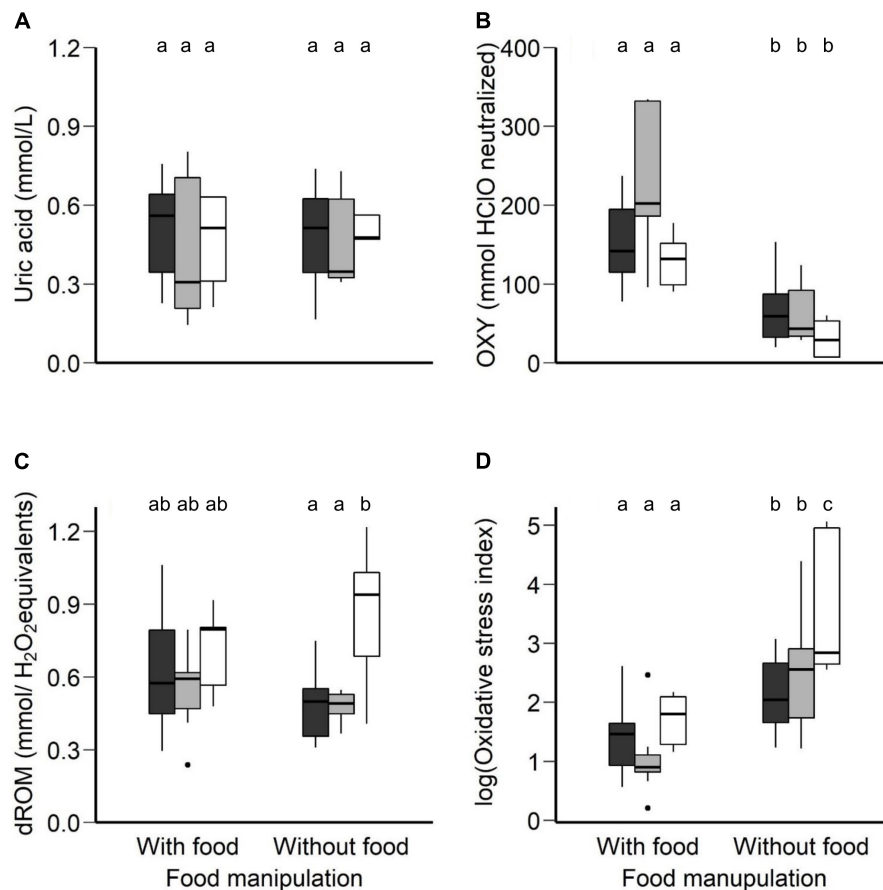 A
Uric acid (mmol/L)
1.2
0.9
0.6
0.3
0.0
a a a a a a
B
OXY (mmol HClO neutralized)
400
300
200
100
0
a a a b b b
C
dROM (mmol/ H₂O₂equivalents)
1.2
0.9
0.6
0.3
0.0
ab ab ab a a b
With food Without food
Food manipulation
D
log(Oxidative stress index)
5
4
3
2
1
0
a a a b b c
With food Without food
Food manupulation